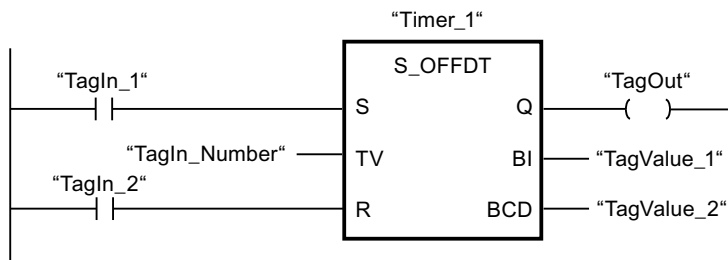 “Timer_1“
S_OFFDT
“TagIn_1“ S Q “TagOut“
“TagIn_Number“ TV BI “TagValue_1“
“TagIn_2“ R BCD “TagValue_2“